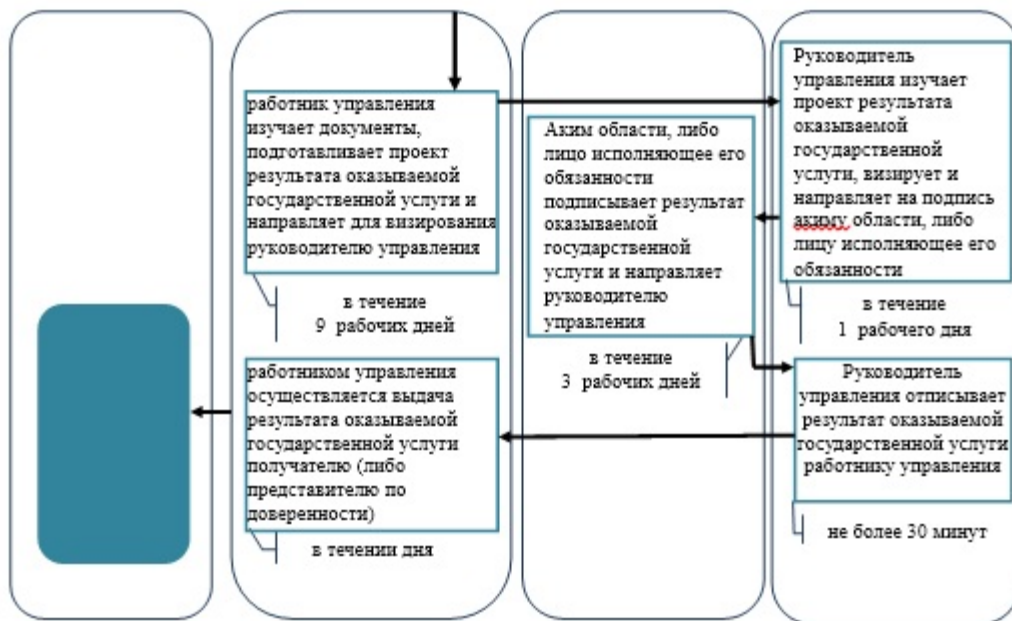 работник управления
изучает документы,
подготавливает проект
результата оказываемой
государственной услуги и
направляет для визирования
руководителю управления
в течение
9 рабочих дней
Руководитель
управления изучает
проект результата
оказываемой
государственной
услуги, визирует и
направляет на подпись
акиму области, либо
лицу исполняющее его
обязанности
в течение
1 рабочего дня
Аким области, либо
лицо исполняющее его
обязанности
подписывает результат
оказываемой
государственной
услуги и направляет
руководителю
управления
в течение
3 рабочих дней
Руководитель
управления отписывает
результат оказываемой
государственной услуги
работнику управления
не более 30 минут
работником управления
осуществляется выдача
результата оказываемой
государственной услуги
получателю (либо
представителю по
доверенности)
в течении дня